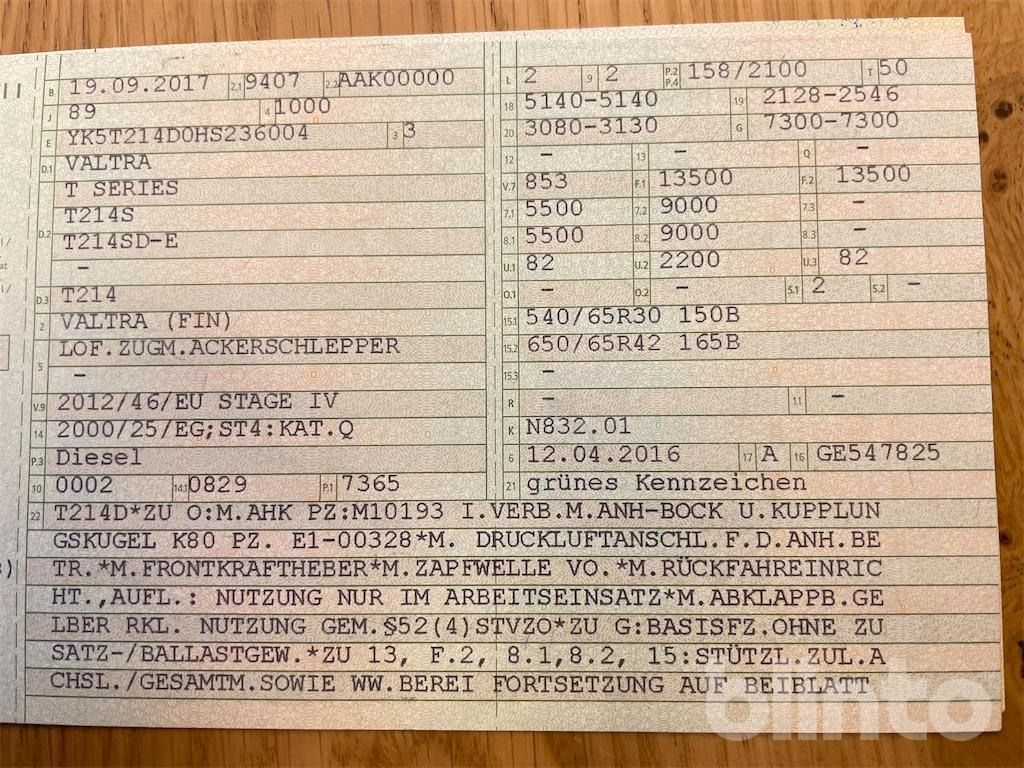 B 19.09.2017 2.1 9407 2.2 AAK00000
J 89 4 1000
E YK5T214D0HS236004 3 3
D.1 VALTRA
T SERIES
T214S
D.2 T214SD-E
–
D.3 T214
2 VALTRA (FIN)
5 LOF.ZUGM.ACKERSCHLEPPER
–
V.9 2012/46/EU STAGE IV
14 2000/25/EG;ST4:KAT.Q
P.3 Diesel
10 0002 14.1 0829 P.1 7365
L 2 9 2 P.2 P.4 158/2100 T 50
18 5140-5140 19 2128-2546
20 3080-3130 G 7300-7300
12 – 13 – Q –
V.7 853 F.1 13500 F.2 13500
7.1 5500 7.2 9000 7.3 –
8.1 5500 8.2 9000 8.3 –
U.1 82 U.2 2200 U.3 82
O.1 – O.2 – S.1 2 S.2 –
15.1 540/65R30 150B
15.2 650/65R42 165B
15.3 –
R – 11 –
K N832.01
6 12.04.2016 17 A 16 GE547825
21 grünes Kennzeichen
22 T214D*ZU O:M.AHK PZ:M10193 I.VERB.M.ANH-BOCK U.KUPPLUN
GSKUGEL K80 PZ. E1-00328*M. DRUCKLUFTANSCHL.F.D.ANH.BE
TR.*M.FRONTKRAFTHEBER*M.ZAPFWELLE VO.*M.RÜCKFAHREINRIC
HT.,AUFL.: NUTZUNG NUR IM ARBEITSEINSATZ*M.ABKLAPPB.GE
LBER RKL. NUTZUNG GEM.§52(4)STVZO*ZU G:BASISFZ.OHNE ZU
SATZ-/BALLASTGEW.*ZU 13, F.2, 8.1,8.2, 15:STÜTZL.ZUL.A
CHSL./GESAMTM.SOWIE WW.BEREI FORTSETZUNG AUF BEIBLATT
olinto